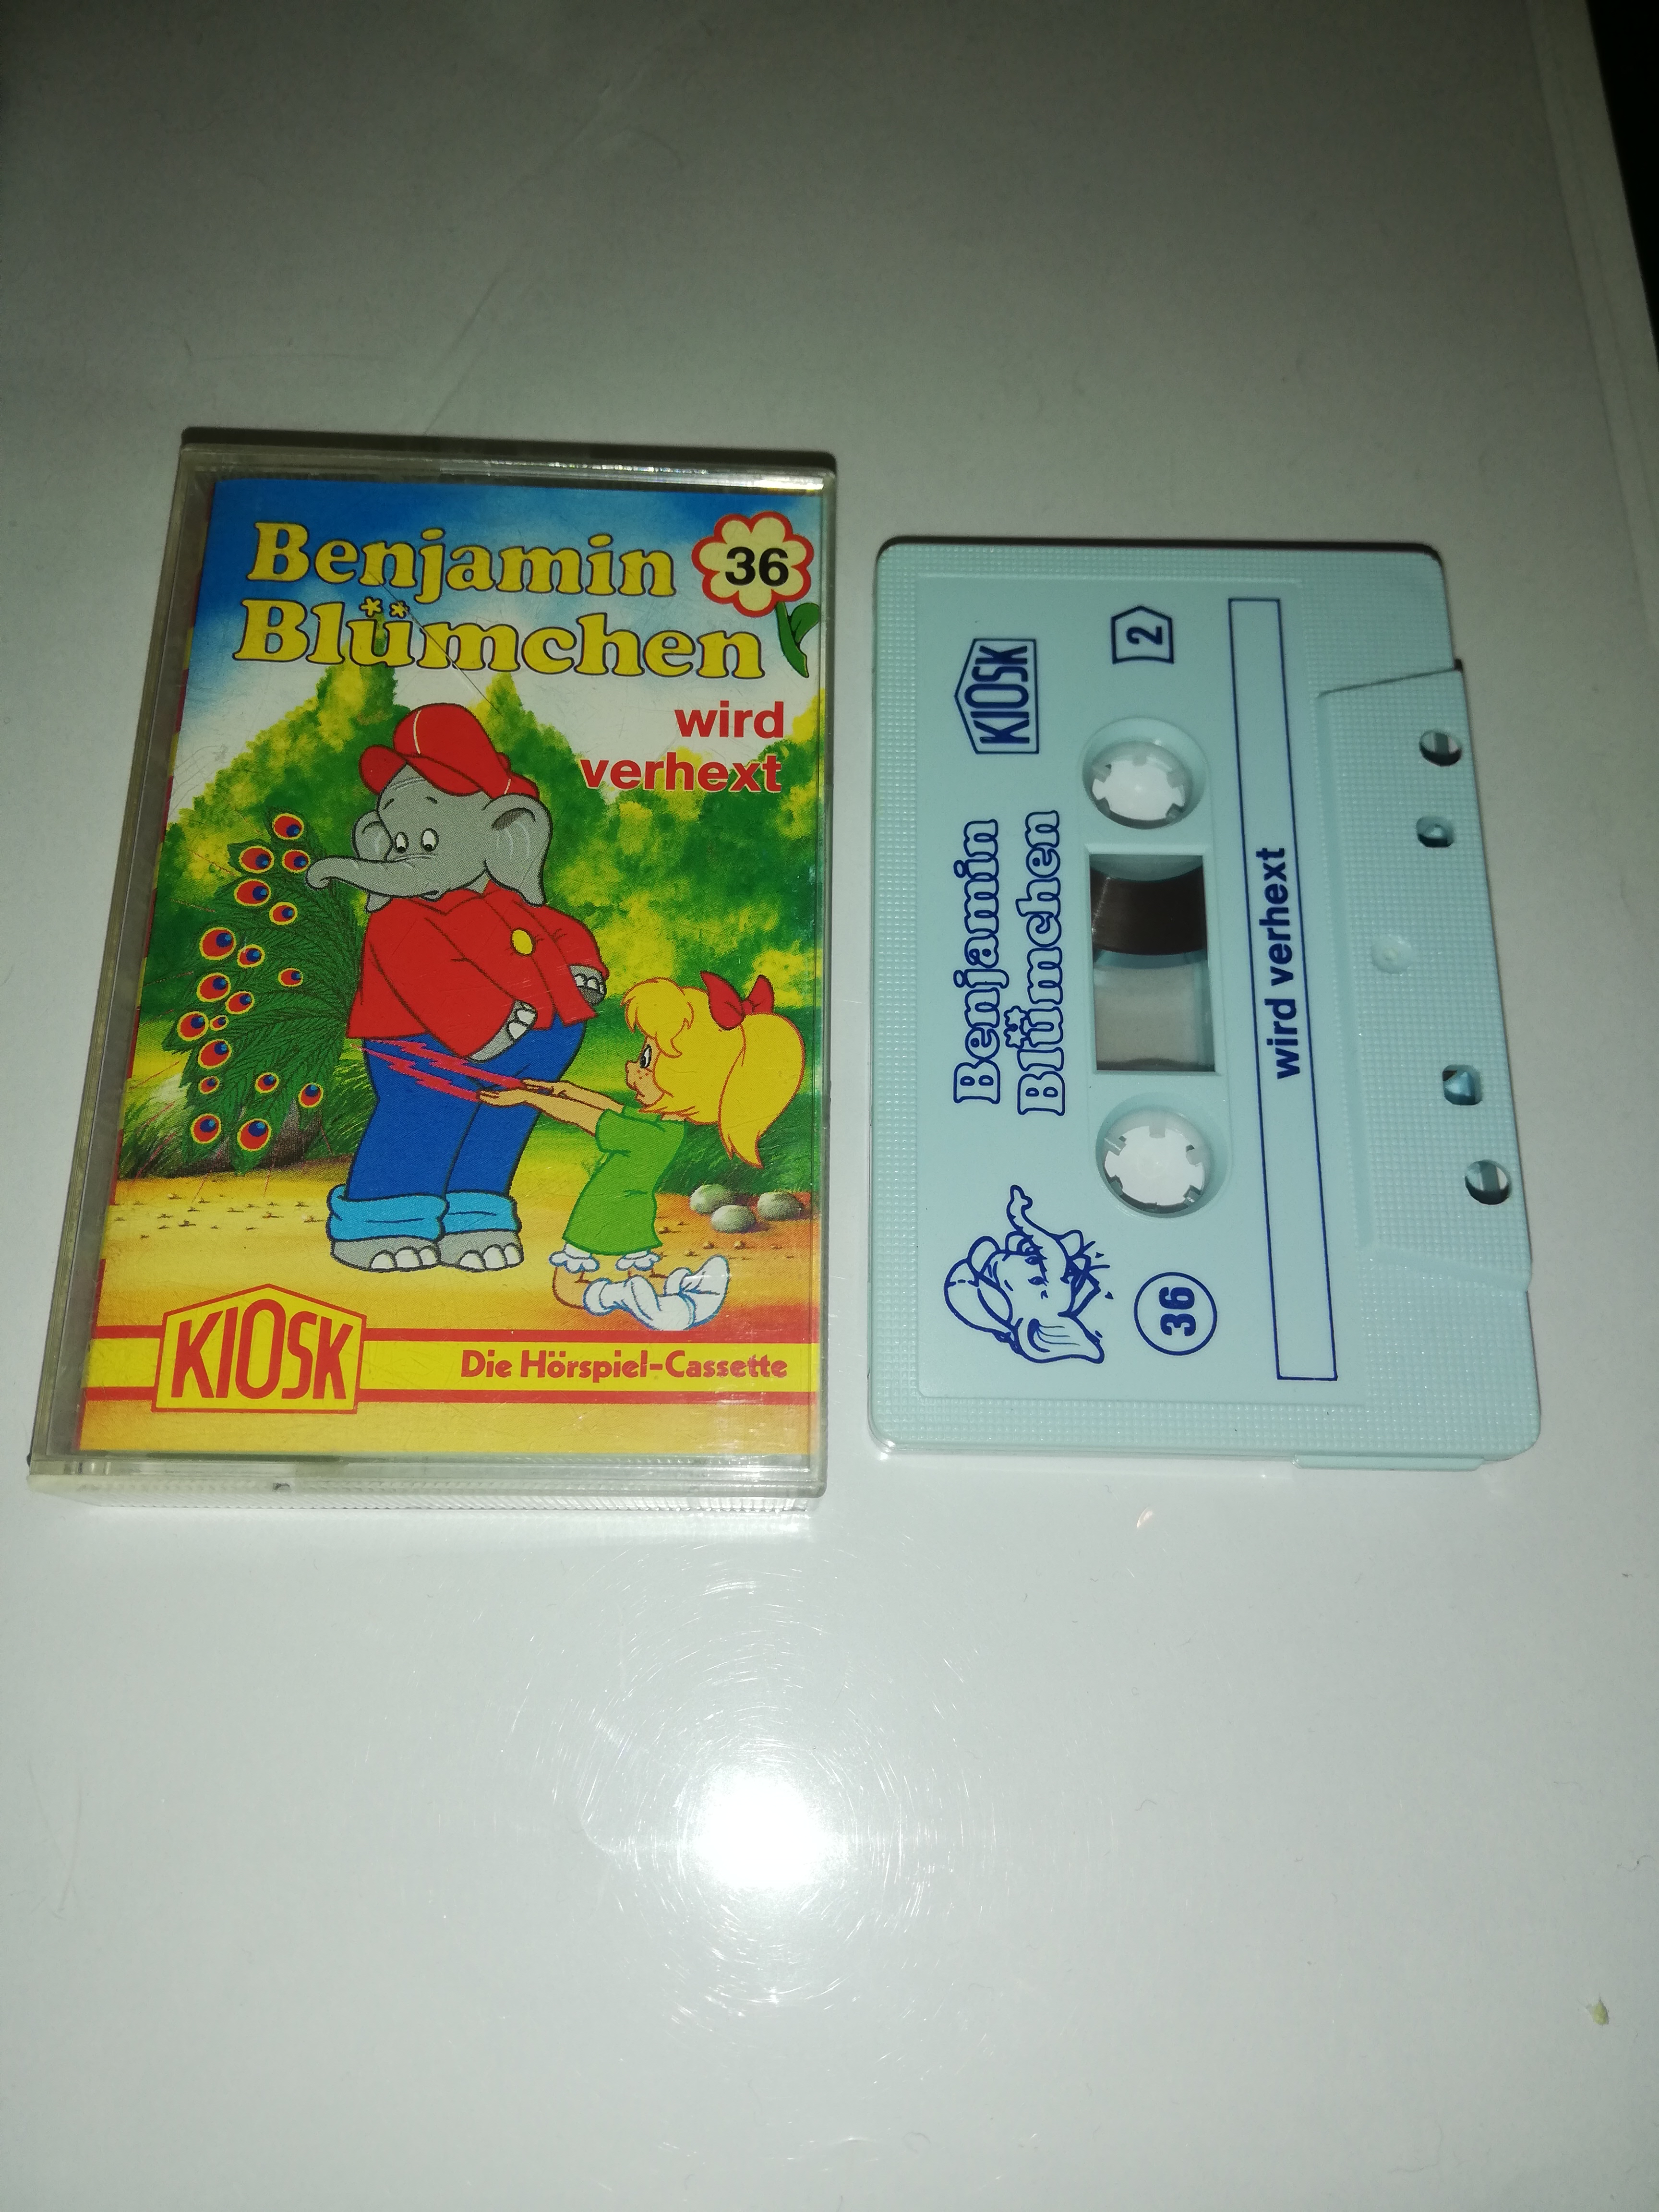 Benjamin
Blümchen
36
wird
verhext
KIOSK
Die Hörspiel-Cassette
KIOSK
2
Benjamin
Blümchen
36
wird verhext